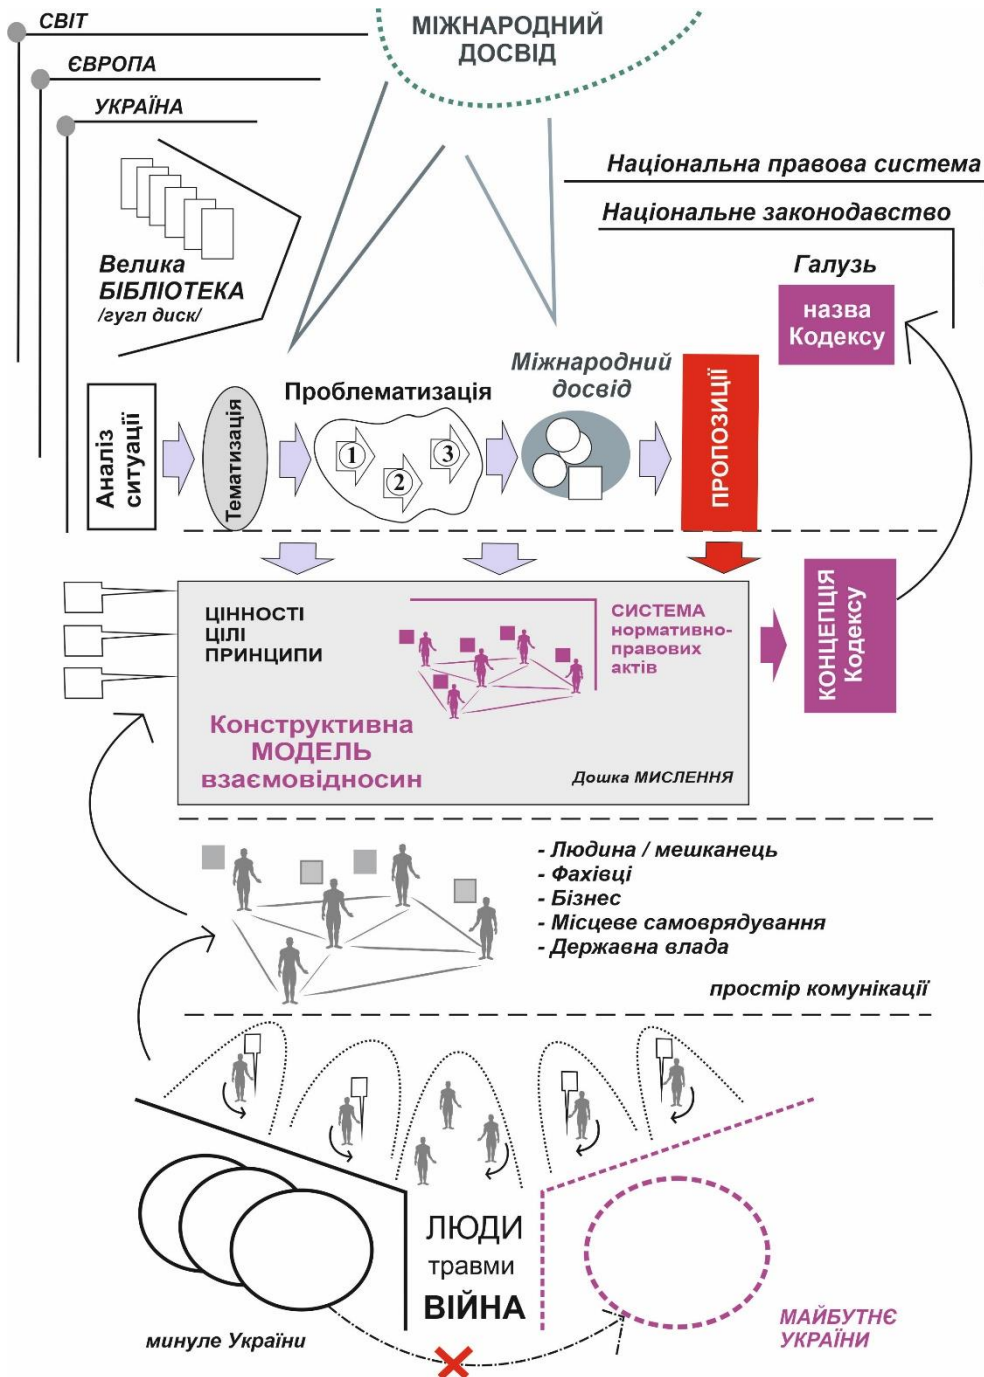 СВІТ
ЄВРОПА
УКРАЇНА
МІЖНАРОДНИЙ
ДОСВІД
Національна правова система
Національне законодавство
Галузь
назва
Кодексу
Велика
БІБЛІОТЕКА
/гугл диск/
Аналіз
ситуації
Тематизація
Проблематизація
1
2
3
Міжнародний
досвід
ПРОПОЗИЦІЇ
ЦІННОСТІ
ЦІЛІ
ПРИНЦИПИ
СИСТЕМА
нормативно-
правових
актів
Конструктивна
МОДЕЛЬ
взаємовідносин
Дошка МИСЛЕННЯ
КОНЦЕПЦІЯ
Кодексу
- Людина / мешканець
- Фахівці
- Бізнес
- Місцеве самоврядування
- Державна влада
простір комунікації
ЛЮДИ
травми
ВІЙНА
минуле України
МАЙБУТНЄ
УКРАЇНИ